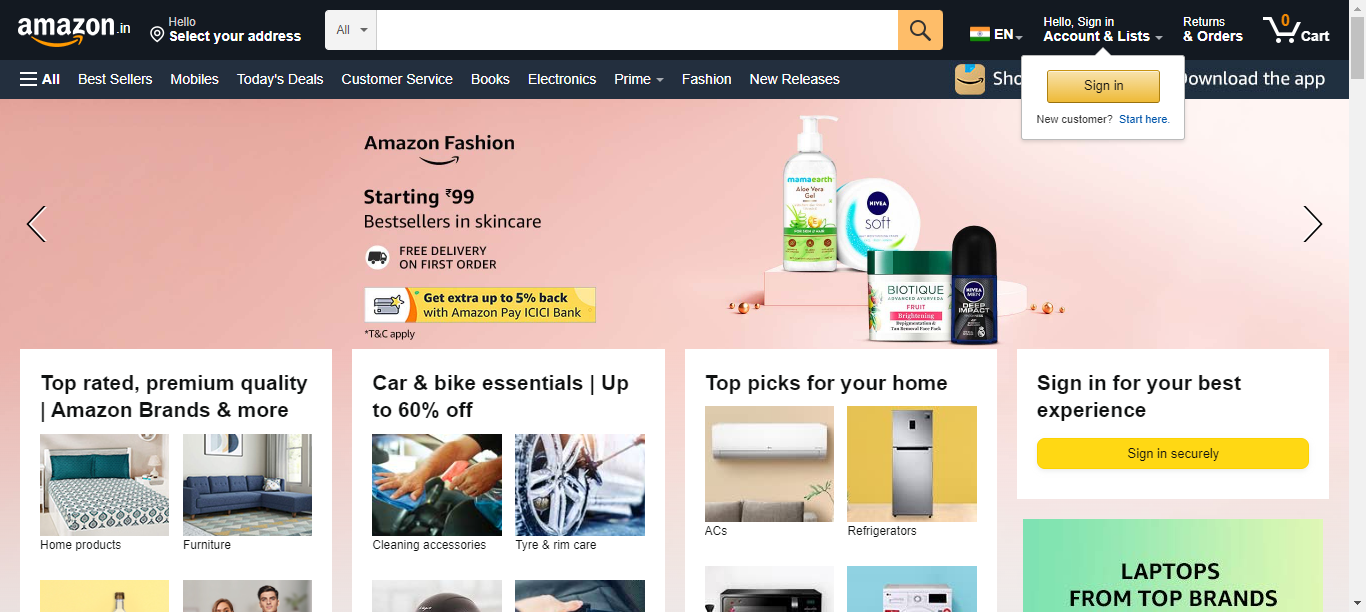 amazon.in
Hello
Select your address
All
EN
Hello, Sign in
Account & Lists
Returns
& Orders
0
Cart
All
Best Sellers
Mobiles
Today's Deals
Customer Service
Books
Electronics
Prime
Fashion
New Releases
Download the app
Sign in
New customer? Start here.
Amazon Fashion
Starting ₹99
Bestsellers in skincare
FREE DELIVERY
ON FIRST ORDER
Get extra up to 5% back
with Amazon Pay ICICI Bank
*T&C apply
mamaearth
Aloe Vera
Gel
NIVEA
soft
BIOTIQUE
ADVANCED AYURVEDA
FRUIT
Brightening
Depigmentation &
Tan Removal Face Pack
NIVEA
MEN
DEEP
IMPACT
Top rated, premium quality
| Amazon Brands & more
Home products
Furniture
Car & bike essentials | Up
to 60% off
Cleaning accessories
Tyre & rim care
Top picks for your home
ACs
Refrigerators
Sign in for your best
experience
Sign in securely
LAPTOPS
FROM TOP BRANDS